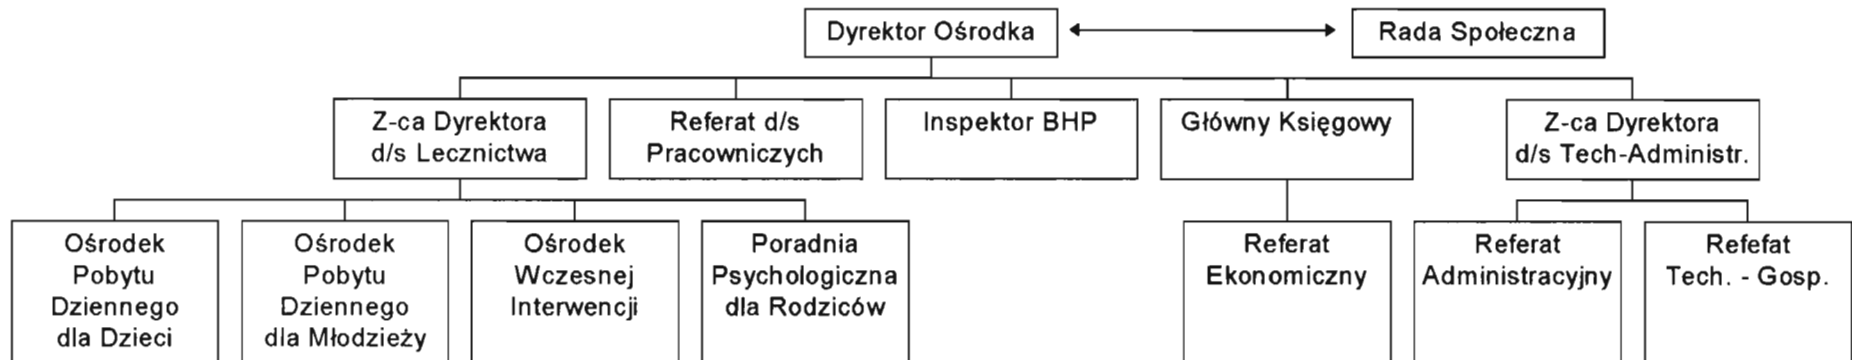 Dyrektor Ośrodka
Rada Społeczna
Z-ca Dyrektora
d/s Lecznictwa
Referat d/s
Pracowniczych
Inspektor BHP
Główny Księgowy
Z-ca Dyrektora
d/s Tech-Administr.
Ośrodek
Pobytu
Dziennego
dla Dzieci
Ośrodek
Pobytu
Dziennego
dla Młodzieży
Ośrodek
Wczesnej
Interwencji
Poradnia
Psychologiczna
dla Rodziców
Referat
Ekonomiczny
Referat
Administracyjny
Refefat
Tech. - Gosp.